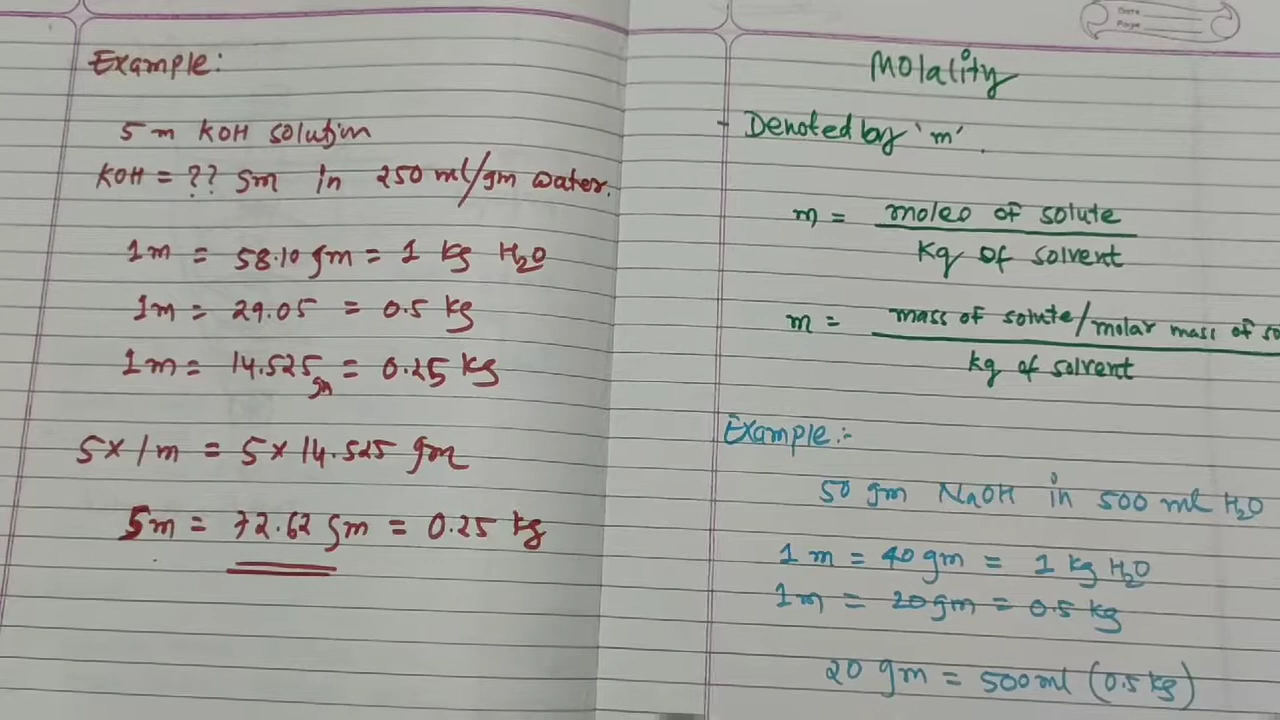 Example:
5 m KOH solution
KOH = ?? 5m in 250 ml/gm water.
1m = 58.10 gm = 1 kg H2O
1m = 29.05 = 0.5 kg
1m = 14.525 gm = 0.25 kg
5 x 1m = 5 x 14.525 gm
5m = 72.62 gm = 0.25 kg
Date
Page
Molality
- Denoted by 'm'.
m = moles of solute / Kg of solvent
m = mass of solute/molar mass of so / kg of solvent
Example:-
50 gm NaOH in 500 ml H2O
1 m = 40 gm = 1 kg H2O
1m = 20 gm = 0.5 kg
20 gm = 500 ml (0.5 kg)